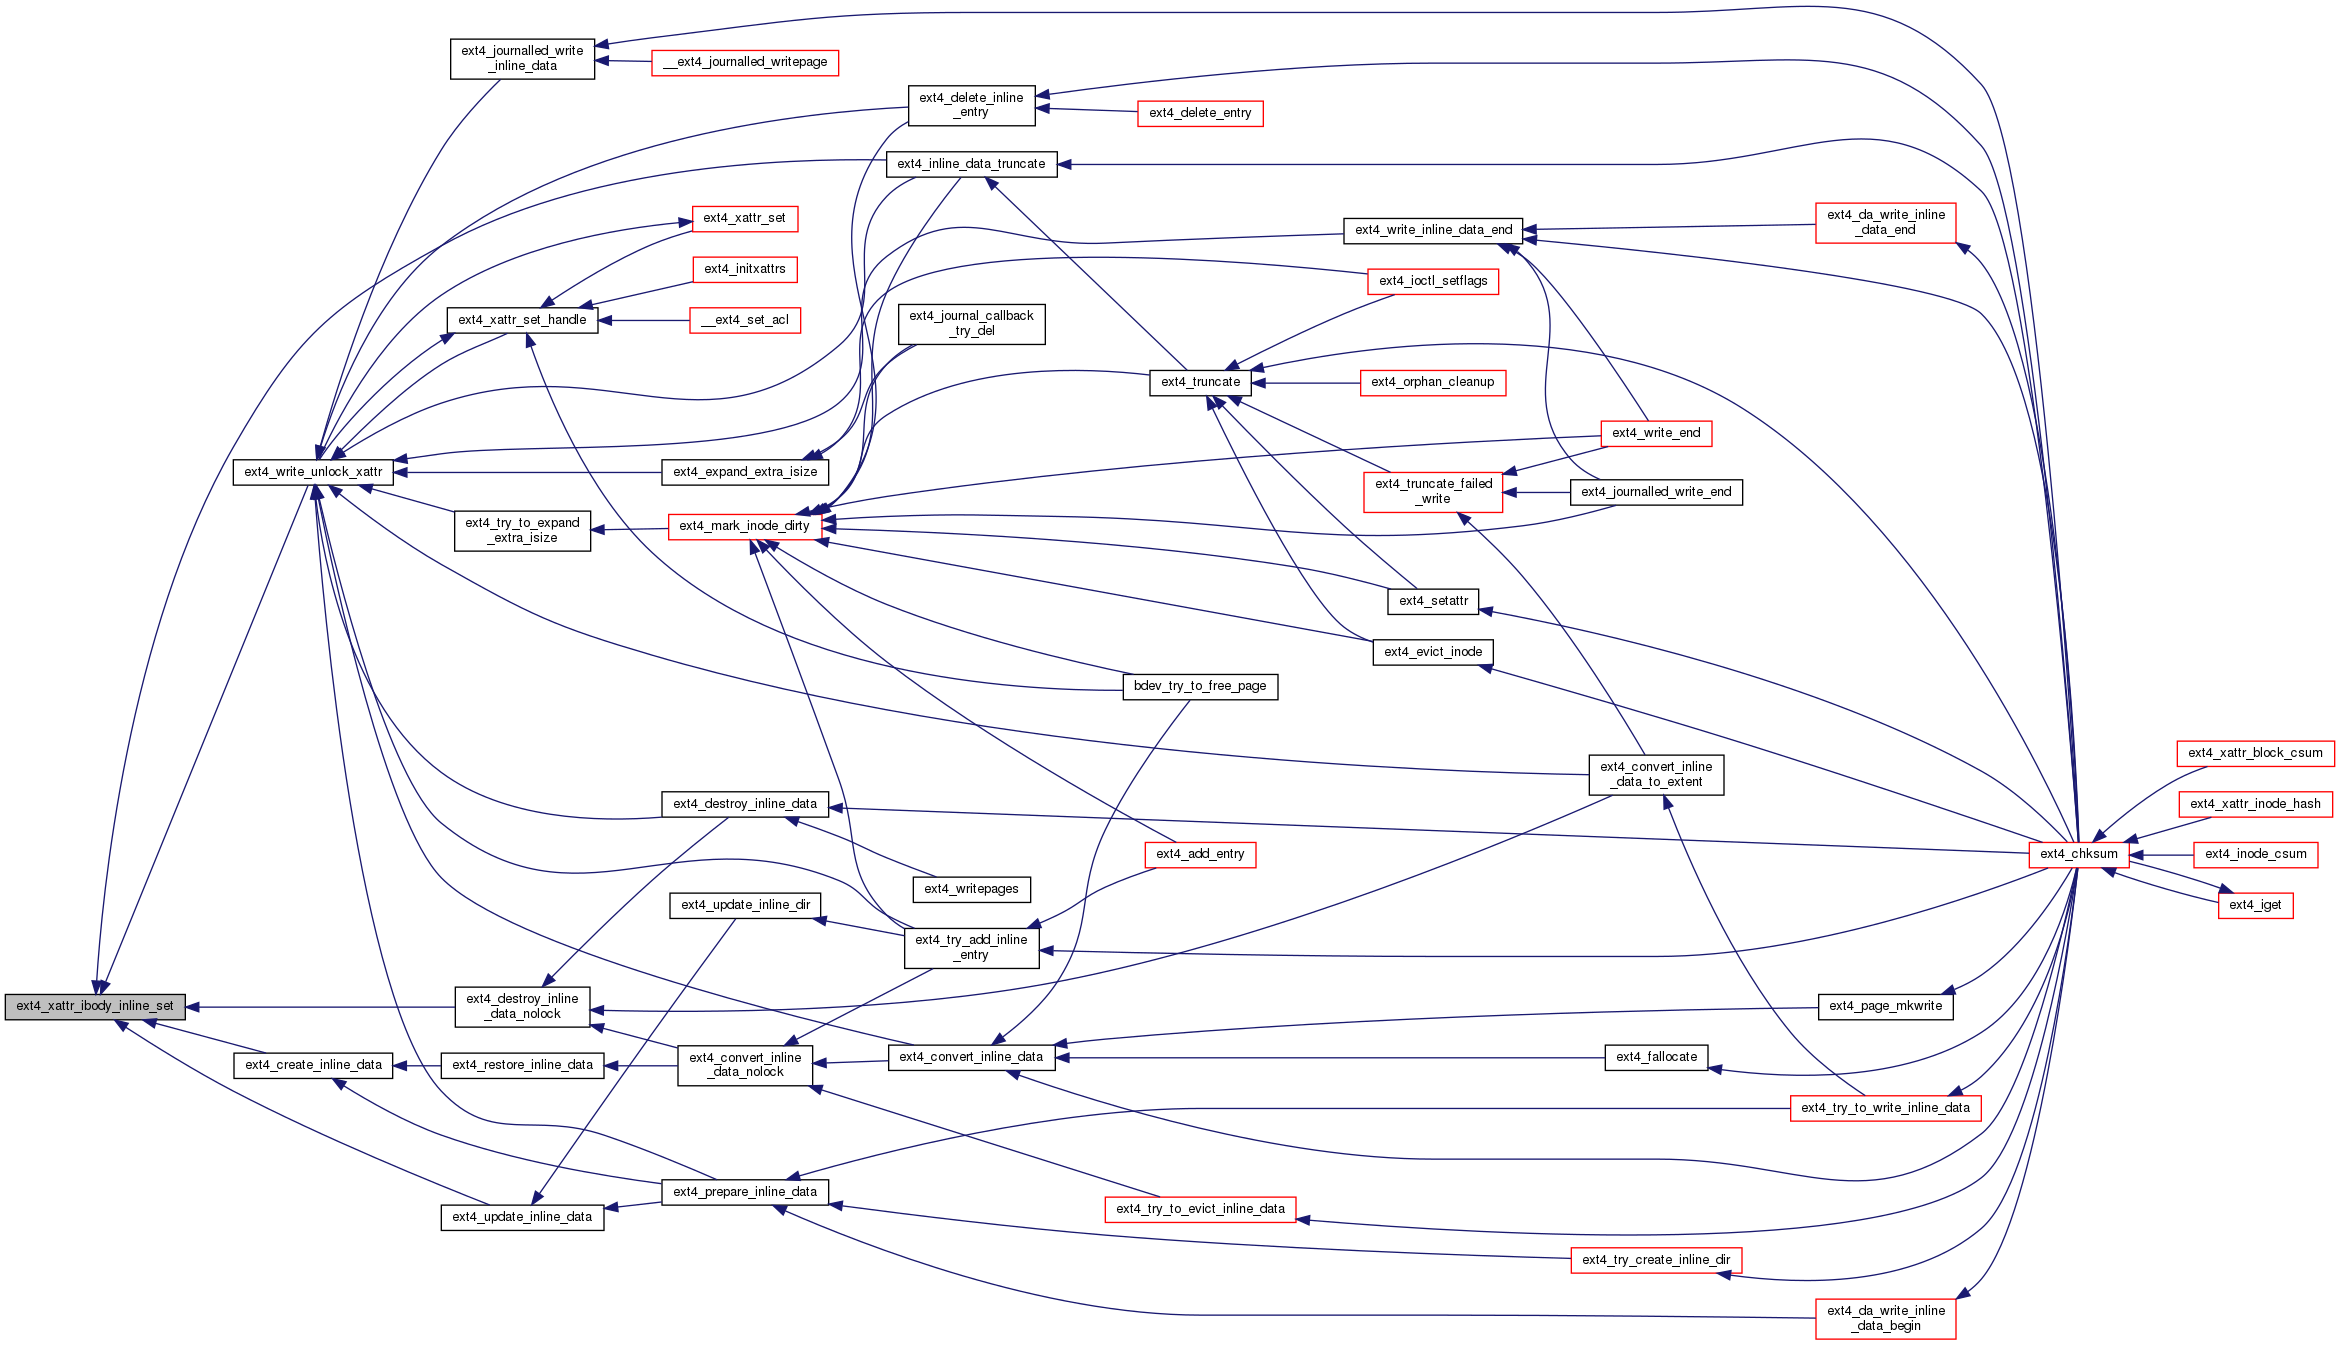 ext4_journalled_write
_inline_data
__ext4_journalled_writepage
ext4_delete_inline
_entry
ext4_delete_entry
ext4_inline_data_truncate
ext4_xattr_set
ext4_da_write_inline
_data_end
ext4_write_inline_data_end
ext4_initxattrs
ext4_ioctl_setflags
ext4_xattr_set_handle
__ext4_set_acl
ext4_journal_callback
_try_del
ext4_truncate
ext4_orphan_cleanup
ext4_write_end
ext4_write_unlock_xattr
ext4_expand_extra_isize
ext4_truncate_failed
_write
ext4_journalled_write_end
ext4_try_to_expand
_extra_isize
ext4_mark_inode_dirty
ext4_setattr
ext4_evict_inode
bdev_try_to_free_page
ext4_convert_inline
_data_to_extent
ext4_xattr_block_csum
ext4_destroy_inline_data
ext4_xattr_inode_hash
ext4_add_entry
ext4_chksum
ext4_inode_csum
ext4_writepages
ext4_update_inline_dir
ext4_iget
ext4_try_add_inline
_entry
ext4_xattr_ibody_inline_set
ext4_destroy_inline
_data_nolock
ext4_page_mkwrite
ext4_create_inline_data
ext4_restore_inline_data
ext4_convert_inline
_data_nolock
ext4_convert_inline_data
ext4_fallocate
ext4_try_to_write_inline_data
ext4_prepare_inline_data
ext4_update_inline_data
ext4_try_to_evict_inline_data
ext4_try_create_inline_dir
ext4_da_write_inline
_data_begin